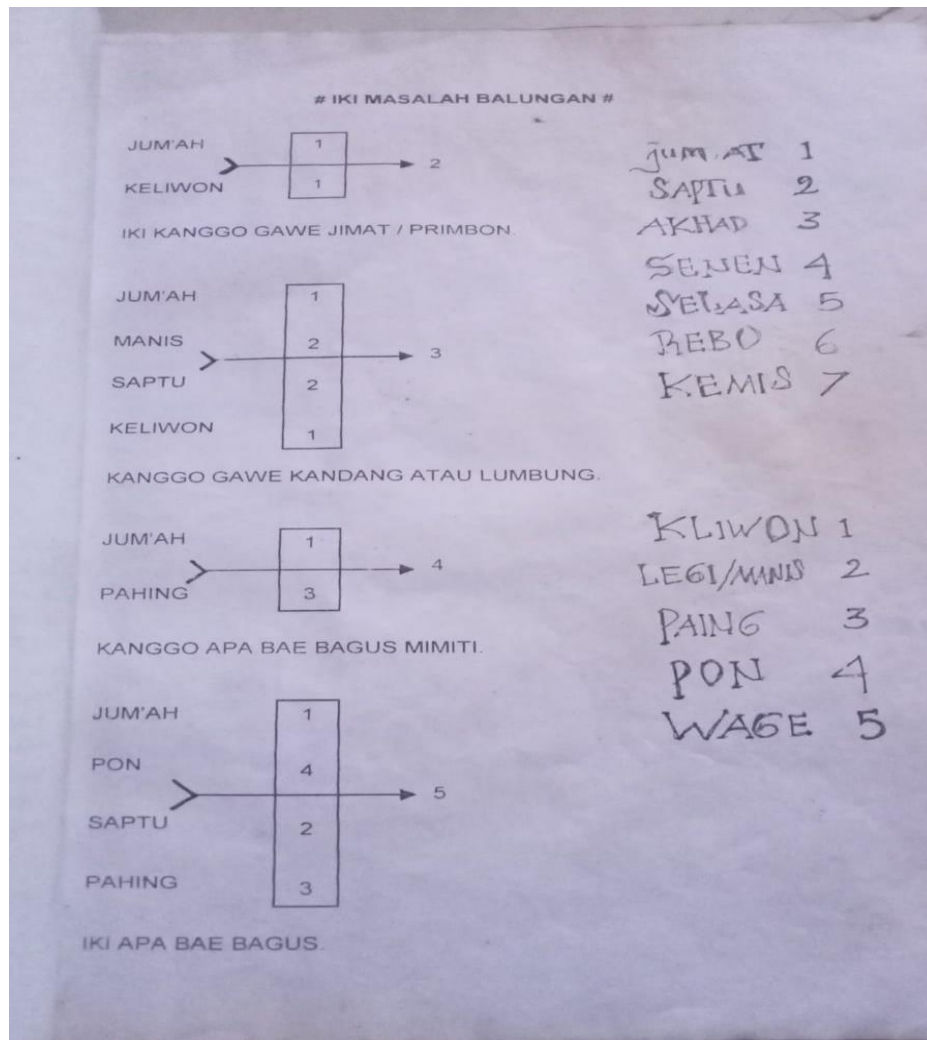 # IKI MASALAH BALUNGAN #
JUM'AH 1
2
KELIWON 1
IKI KANGGO GAWE JIMAT / PRIMBON.
JUM'AH 1
MANIS 2
3
SAPTU 2
KELIWON 1
KANGGO GAWE KANDANG ATAU LUMBUNG.
JUM'AH 1
4
PAHING 3
KANGGO APA BAE BAGUS MIMITI.
JUM'AH 1
PON 4
5
SAPTU 2
PAHING 3
IKI APA BAE BAGUS.
JUM.AT 1
SAPTU 2
AKHAD 3
SENEN 4
SELASA 5
REBO 6
KEMIS 7
KLIWON 1
LEGI/MANIS 2
PAING 3
PON 4
WAGE 5